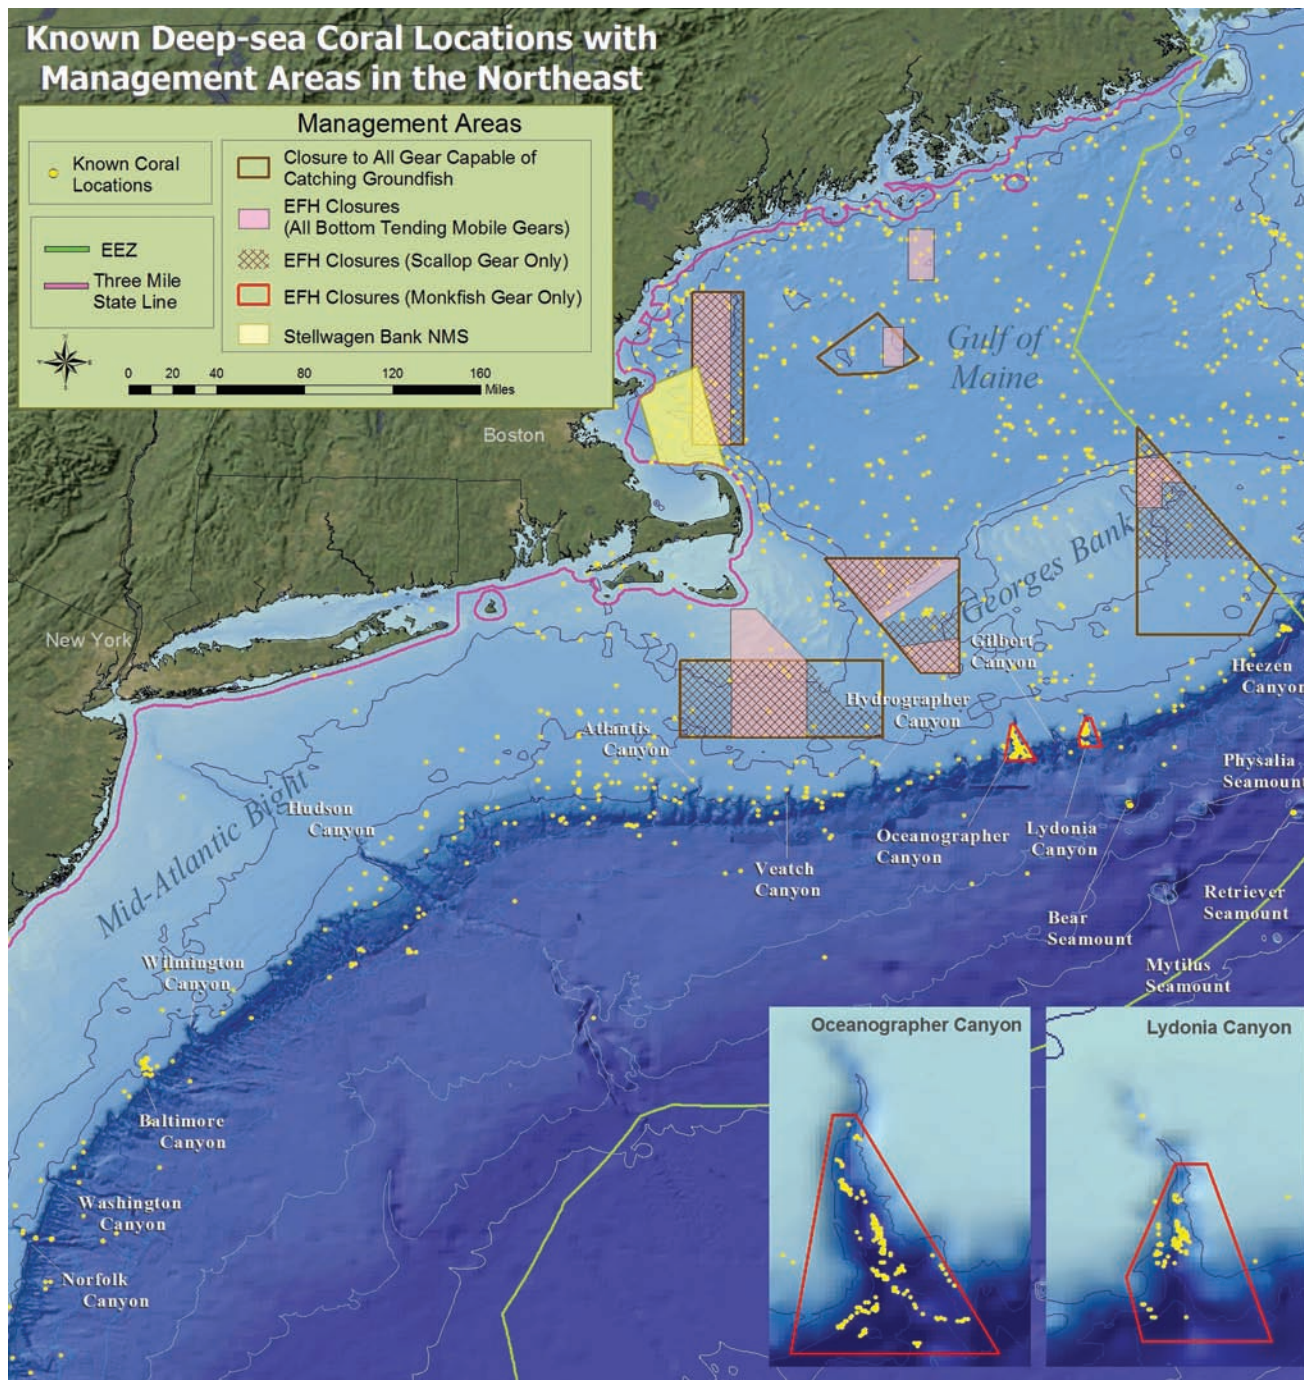 Known Deep-sea Coral Locations with
Management Areas in the Northeast
Management Areas
Known Coral
Locations
EEZ
Three Mile
State Line
Closure to All Gear Capable of
Catching Groundfish
EFH Closures
(All Bottom Tending Mobile Gears)
EFH Closures (Scallop Gear Only)
EFH Closures (Monkfish Gear Only)
Stellwagen Bank NMS
0 20 40 80 120 160
Miles
Boston
New York
Gulf of
Maine
Georges Bank
Mid-Atlantic Bight
Gilbert
Canyon
Heezen
Canyon
Hydrographer
Canyon
Atlantis
Canyon
Physalia
Seamount
Hudson
Canyon
Oceanographer
Canyon
Lydonia
Canyon
Veatch
Canyon
Retriever
Seamount
Bear
Seamount
Mytilus
Seamount
Wilmington
Canyon
Baltimore
Canyon
Washington
Canyon
Norfolk
Canyon
Oceanographer Canyon
Lydonia Canyon